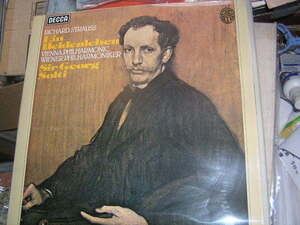 DECCA
RICHARD STRAUSS
Ein
Heldenleben
VIENNA PHILHARMONIC
WIENER PHILHARMONIKER
Sir Georg
Solti